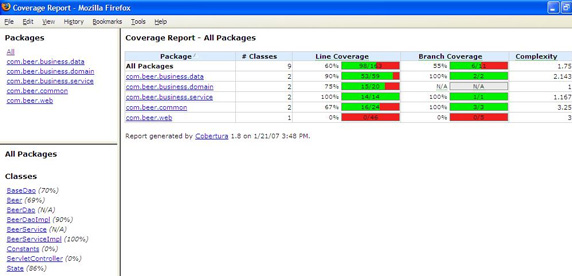 Coverage Report - Mozilla Firefox
File Edit View History Bookmarks Tools Help
Packages
All
com.beer.business.data
com.beer.business.domain
com.beer.business.service
com.beer.common
com.beer.web
All Packages
Classes
BaseDao (70%)
Beer (69%)
BeerDao (N/A)
BeerDaoImpl (90%)
BeerService (N/A)
BeerServiceImpl (100%)
Constants (0%)
ServletController (0%)
State (86%)
Coverage Report - All Packages
Package # Classes Line Coverage Branch Coverage Complexity
All Packages 9 60% 55% 1.75
com.beer.business.data 2 90% 53/59 100% 2/2 2.143
com.beer.business.domain 2 75% 15/20 N/A N/A 1
com.beer.business.service 2 100% 14/14 100% 1/1 1.167
com.beer.common 2 67% 16/24 100% 3/3 3.25
com.beer.web 1 0% 0/46 0% 0/5 3
Report generated by Cobertura 1.8 on 1/21/07 3:48 PM.